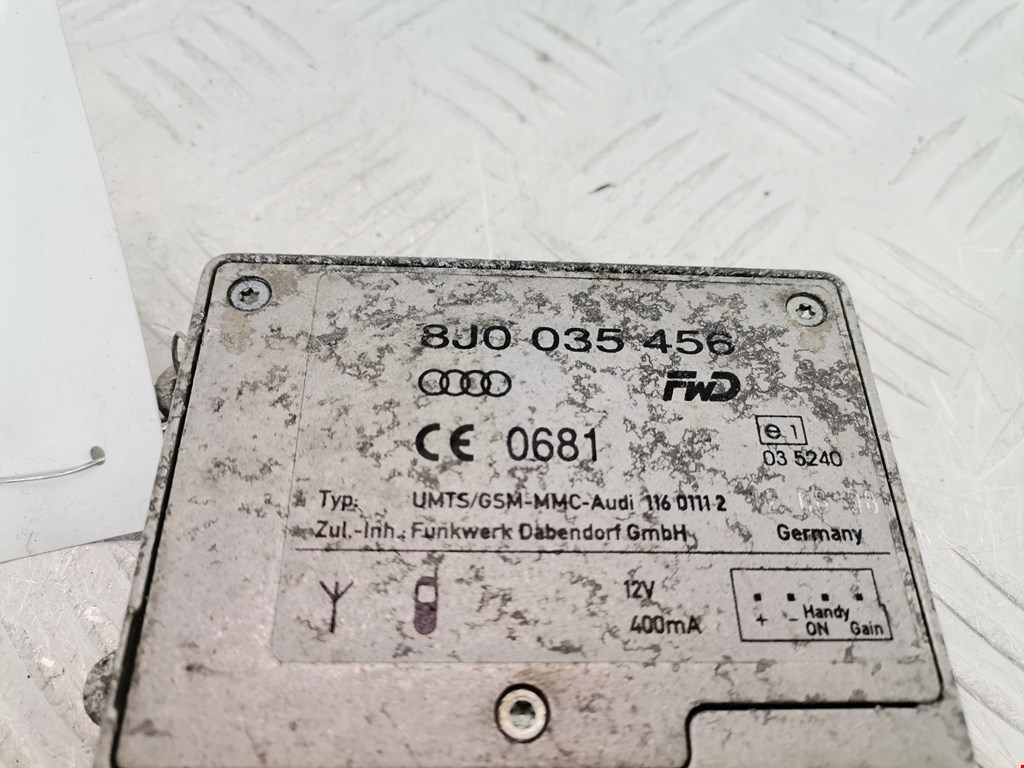 8J0 035 456
FWD
CE 0681
e 1
03 5240
Typ: UMTS/GSM-MMC-Audi 116 0111 2
Zul.-Inh.: Funkwerk Dabendorf GmbH Germany
12V
400mA
+ - Handy ON Gain